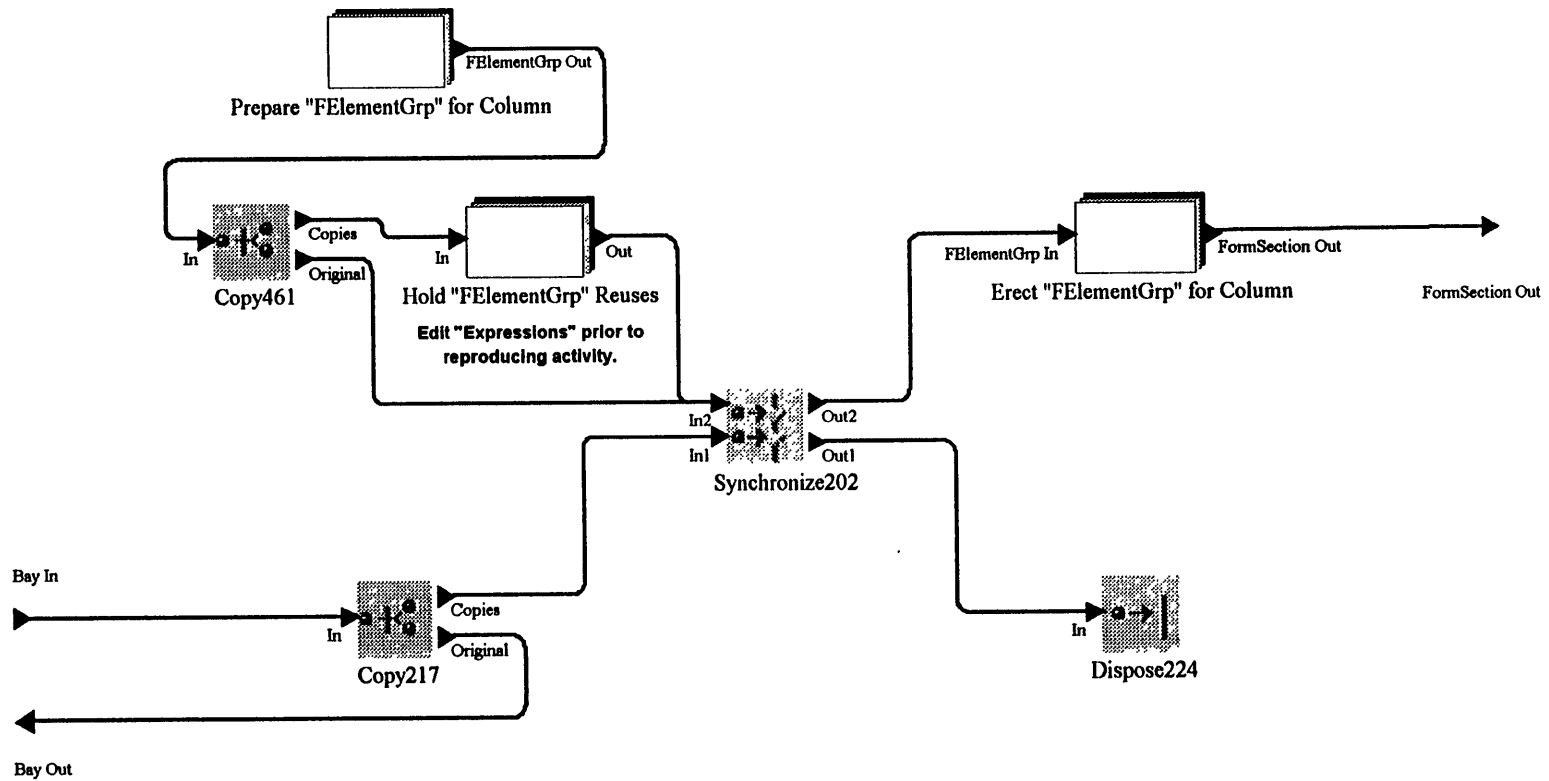 FElementGrp Out
Prepare "FElementGrp" for Column
In
Copies
Original
Copy461
In
Out
Hold "FElementGrp" Reuses
Edit "Expressions" prior to
reproducing activity.
FElementGrp In
FormSection Out
Erect "FElementGrp" for Column
FormSection Out
In2
In1
Out2
Out1
Synchronize202
Bay In
In
Copies
Original
Copy217
In
Dispose224
Bay Out